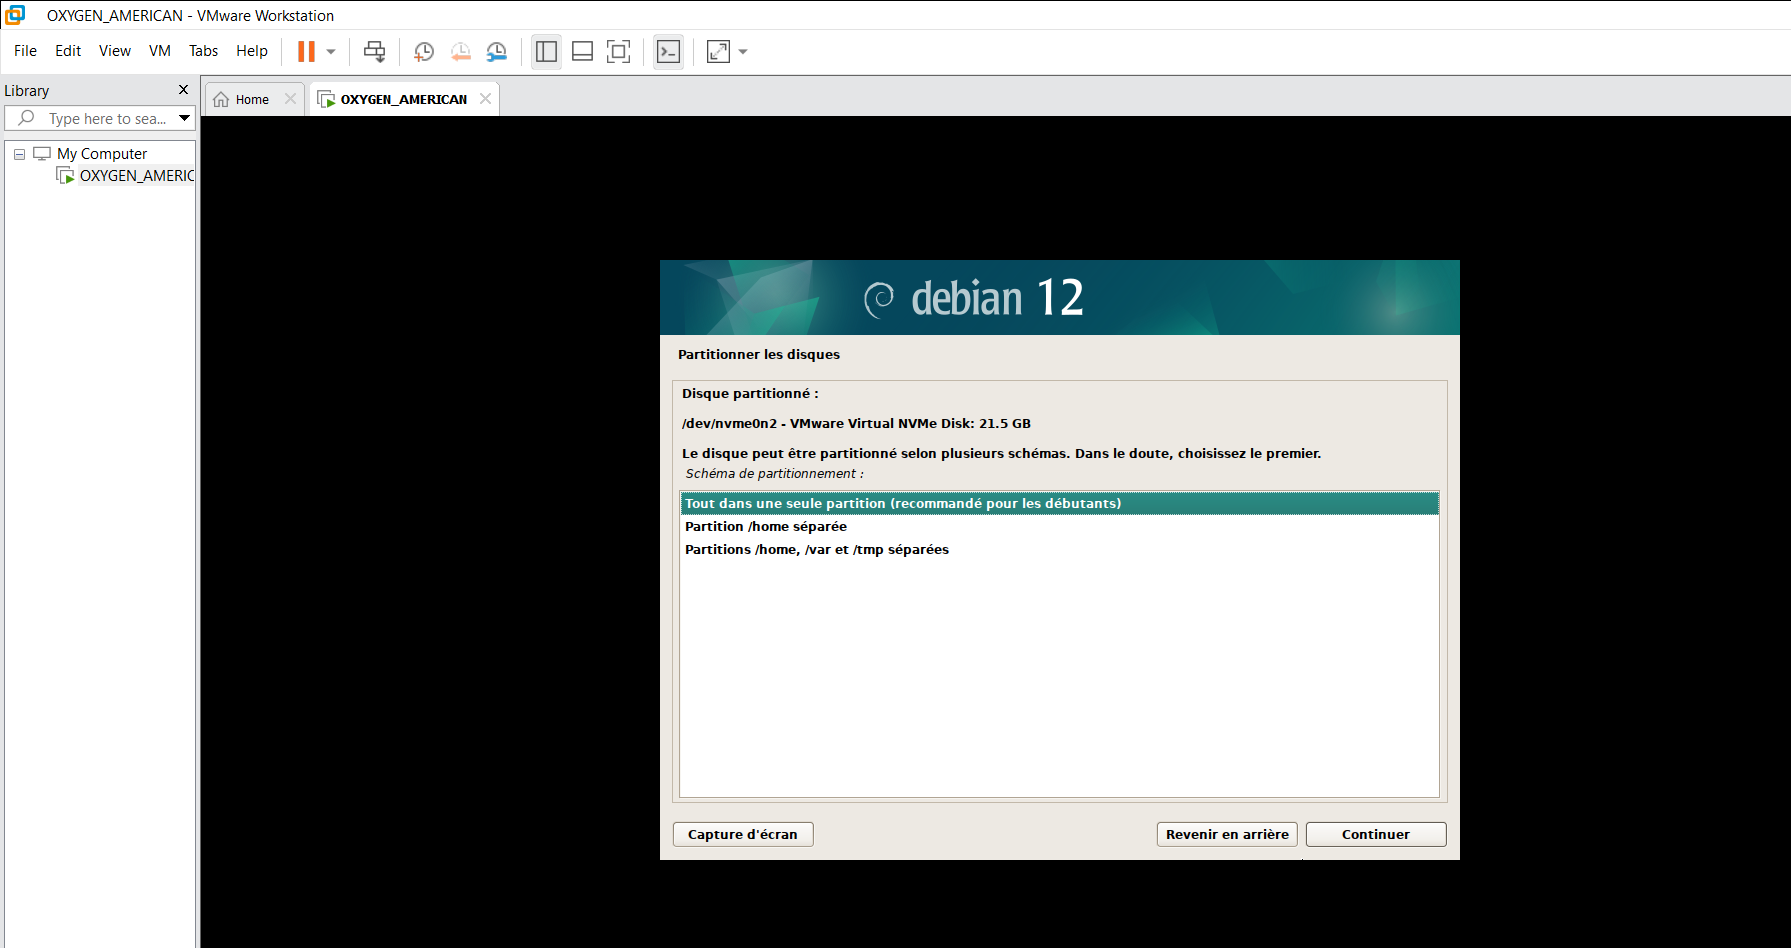 OXYGEN_AMERICAN - VMware Workstation
File Edit View VM Tabs Help
Library
Home OXYGEN_AMERICAN
Type here to sea...
My Computer
OXYGEN_AMERIC
debian 12
Partitionner les disques
Disque partitionné :
/dev/nvme0n2 - VMware Virtual NVMe Disk: 21.5 GB
Le disque peut être partitionné selon plusieurs schémas. Dans le doute, choisissez le premier.
Schéma de partitionnement :
Tout dans une seule partition (recommandé pour les débutants)
Partition /home séparée
Partitions /home, /var et /tmp séparées
Capture d'écran Revenir en arrière Continuer